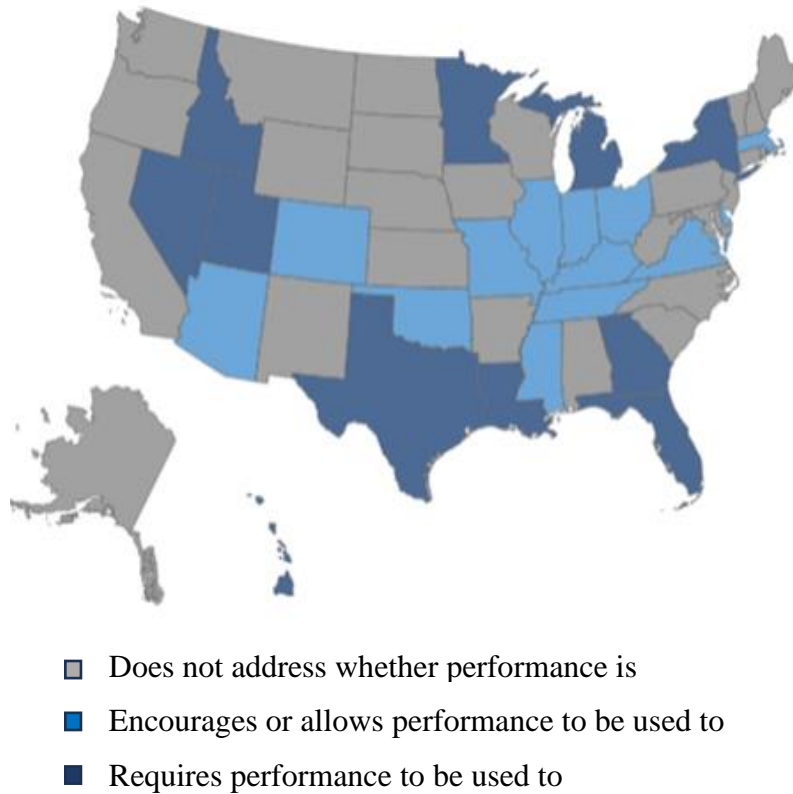 Does not address whether performance is
Encourages or allows performance to be used to
Requires performance to be used to